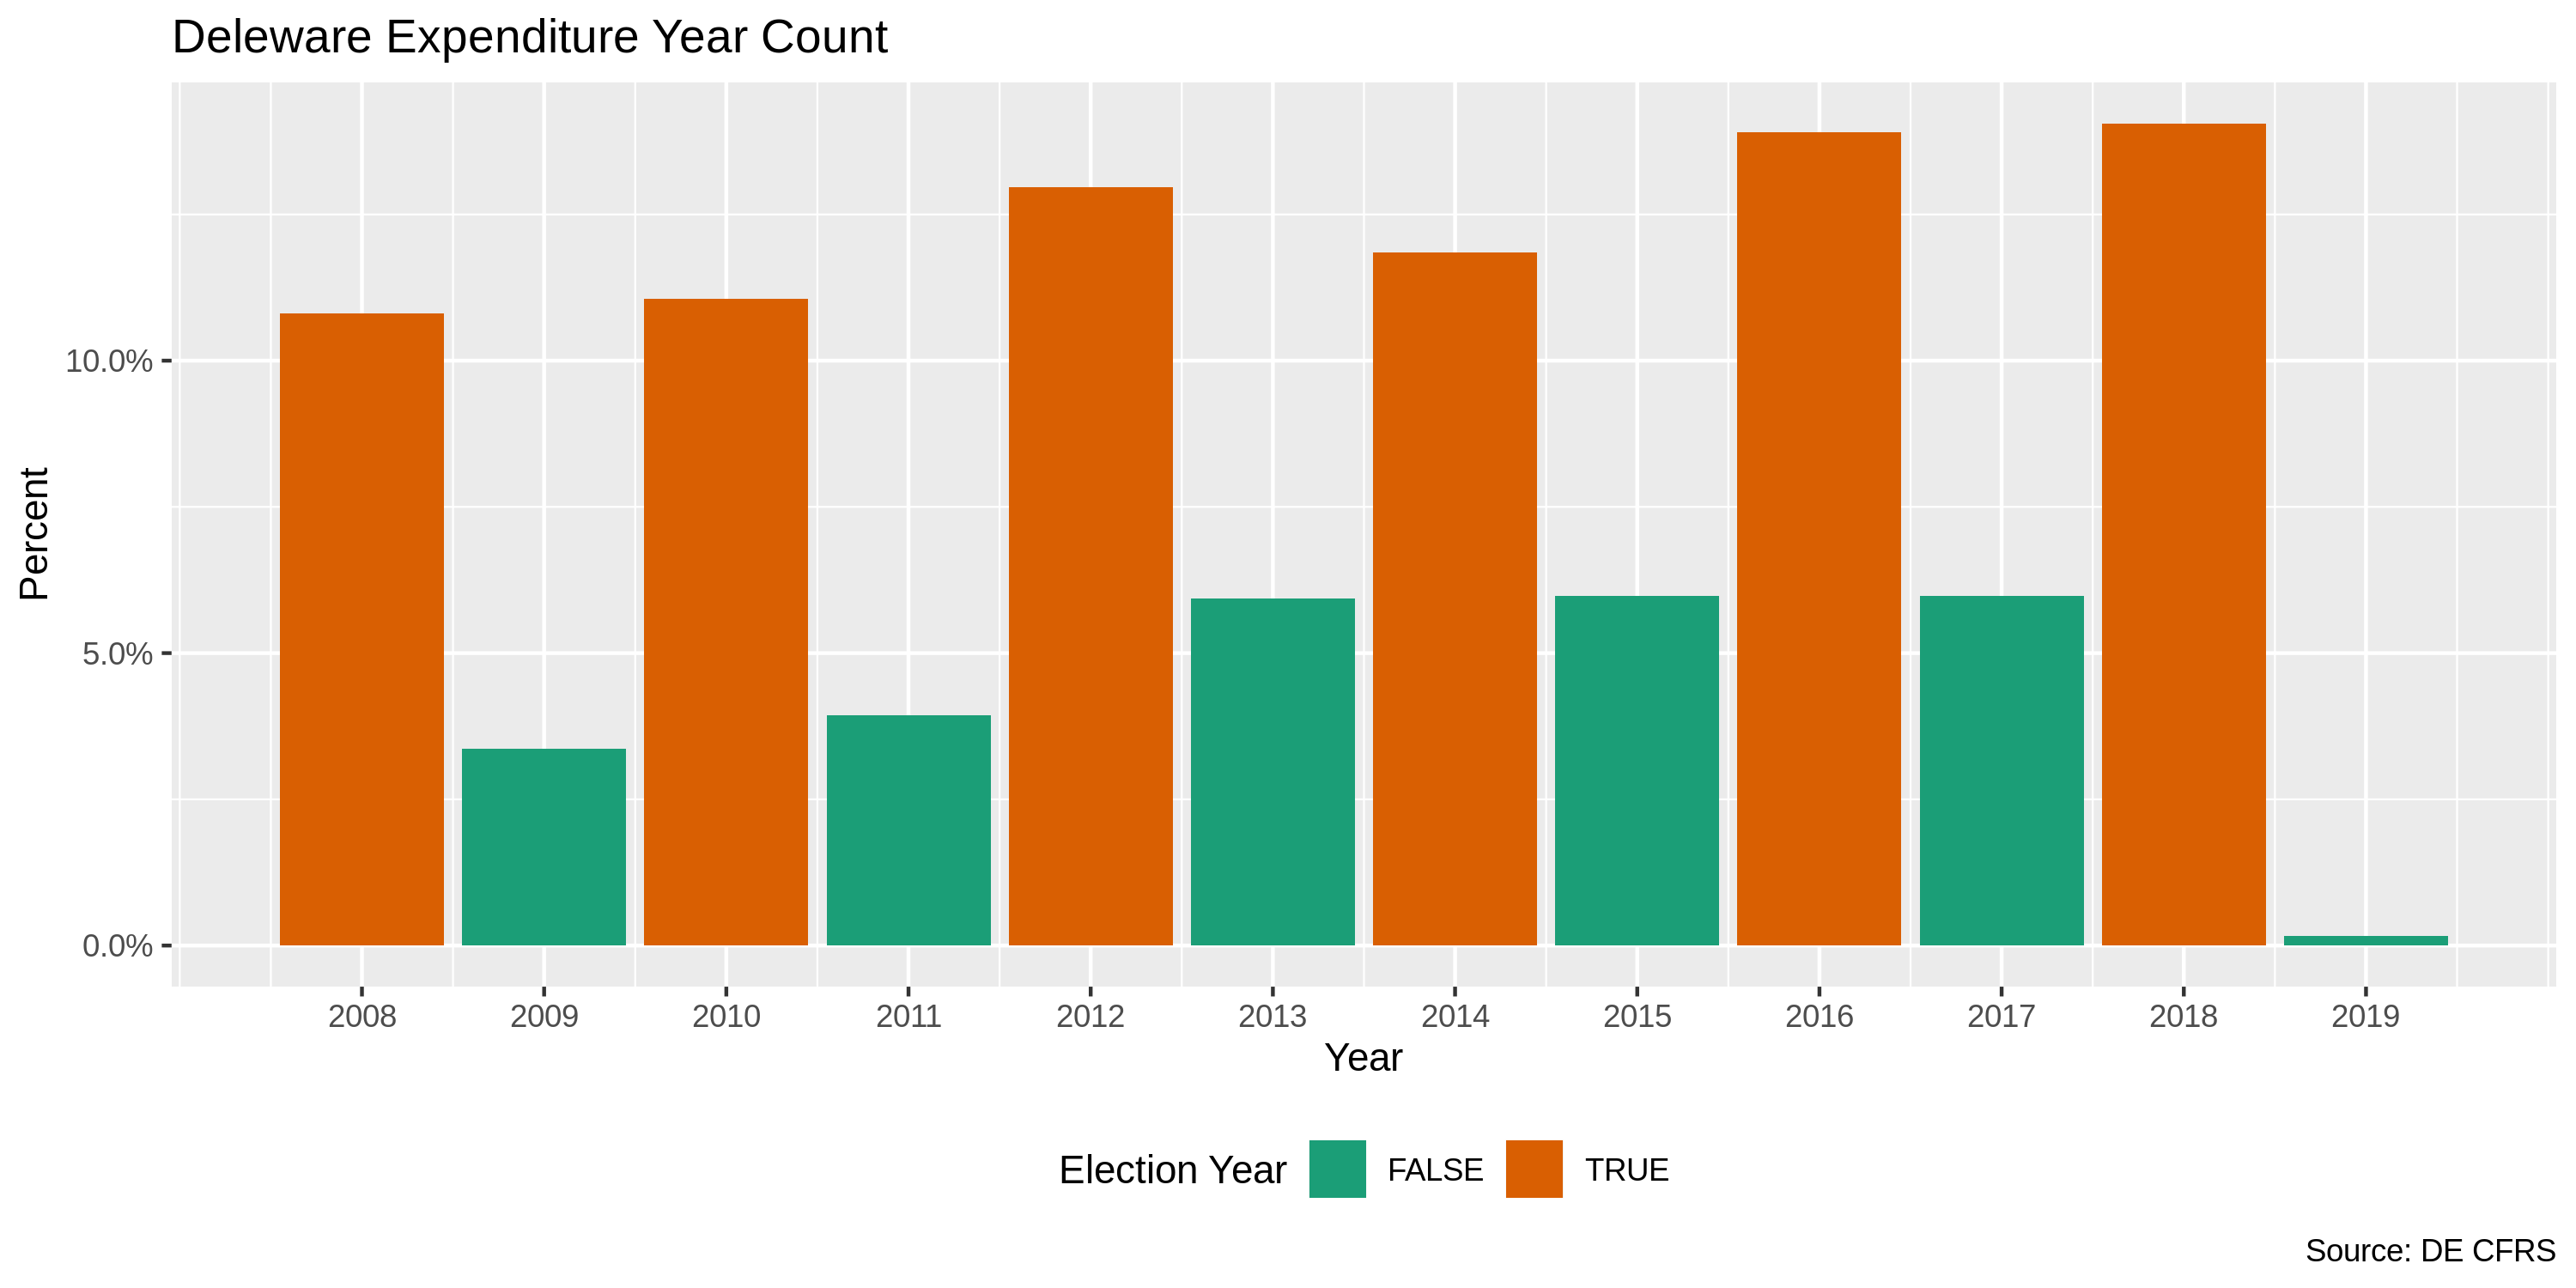 Deleware Expenditure Year Count
Percent
10.0%
5.0%
0.0%
2008 2009 2010 2011 2012 2013 2014 2015 2016 2017 2018 2019
Year
Election Year FALSE TRUE
Source: DE CFRS